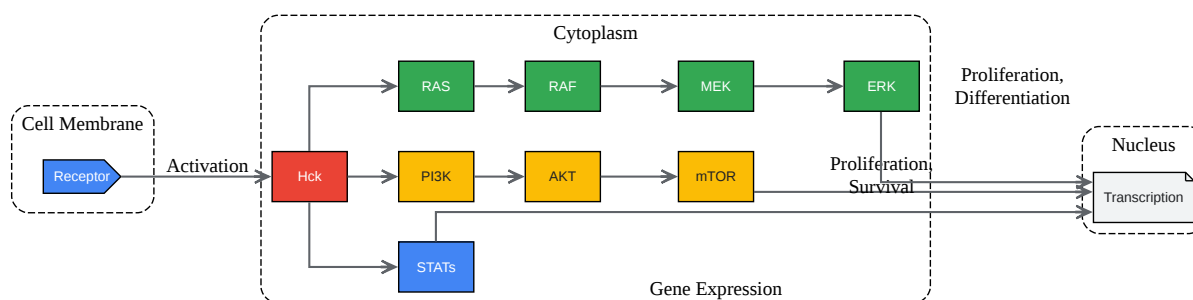 Cytoplasm
RAS
RAF
MEK
ERK
Proliferation,
Differentiation
Cell Membrane
Receptor
Activation
Hck
PI3K
AKT
mTOR
Proliferation,
Survival
Nucleus
Transcription
STATs
Gene Expression